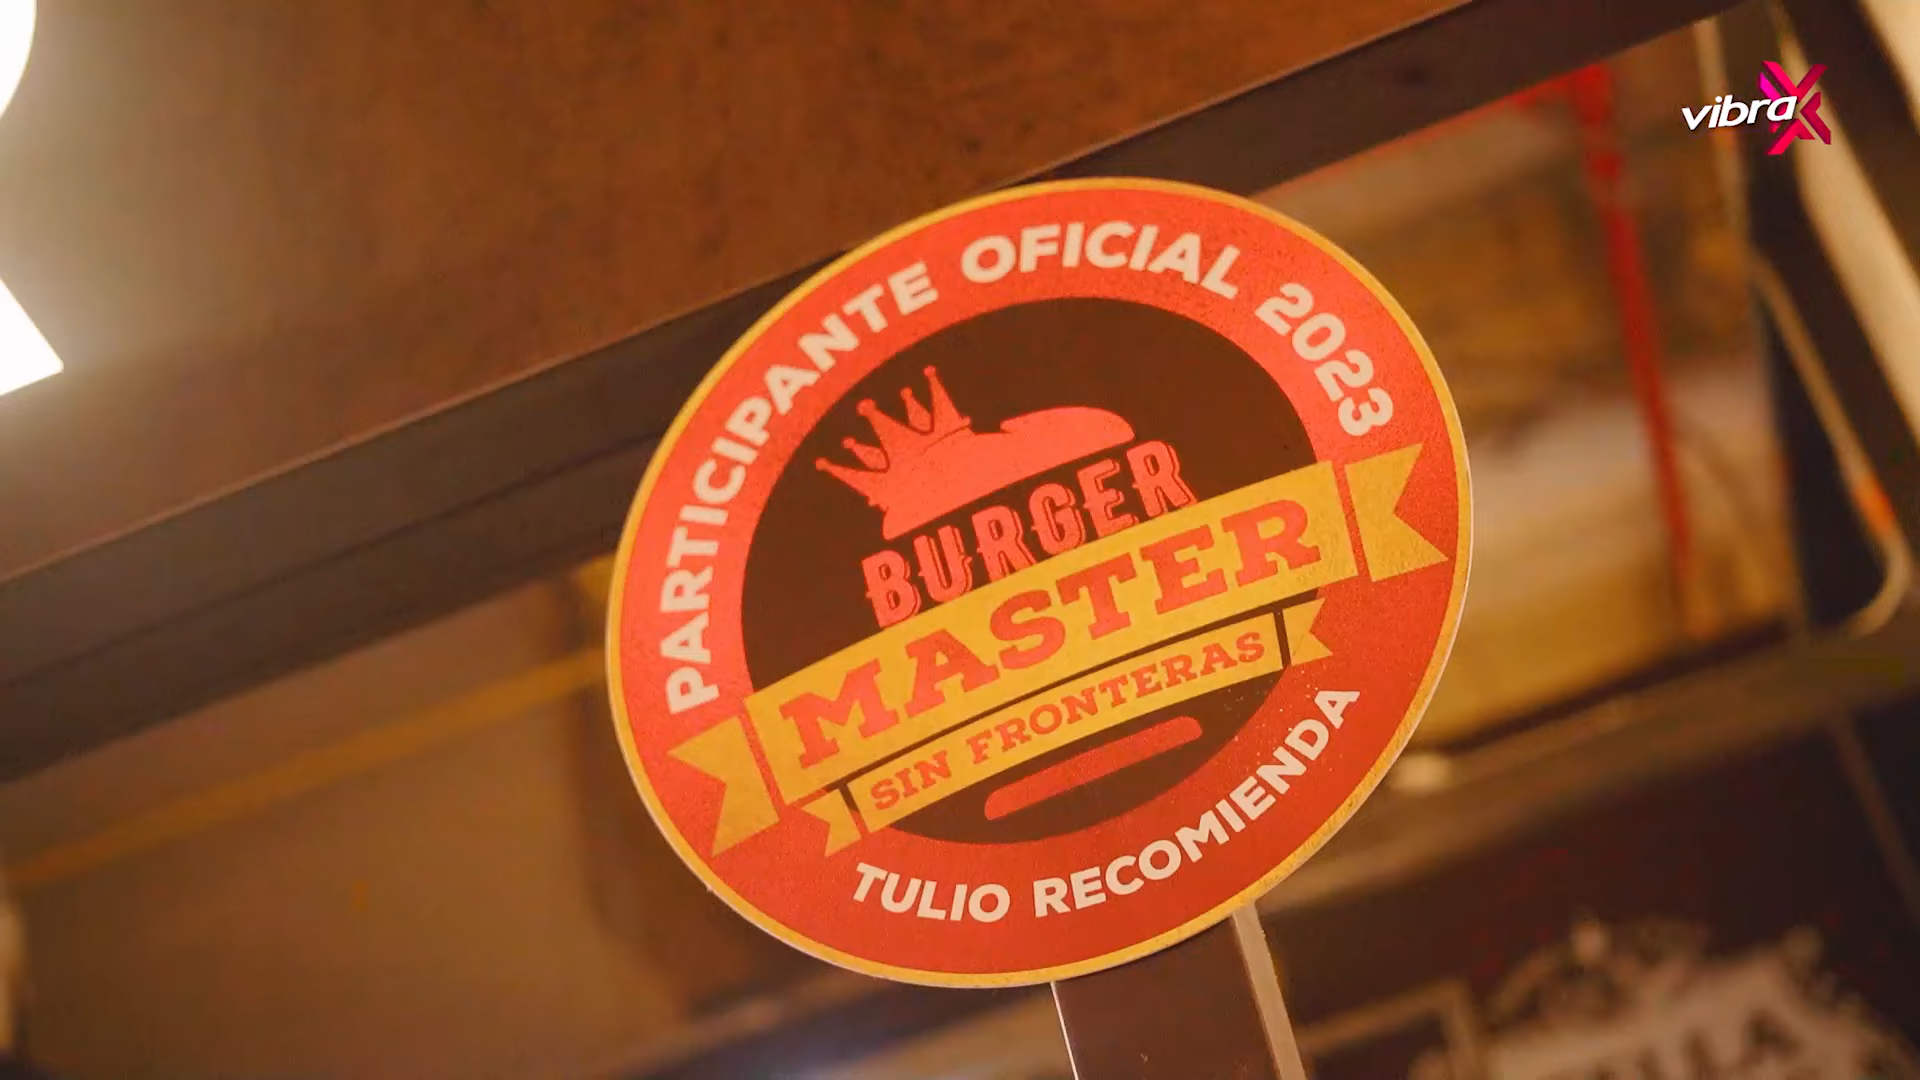 vibra X
PARTICIPANTE OFICIAL 2023
BURGER
MASTER
SIN FRONTERAS
TULIO RECOMIENDA